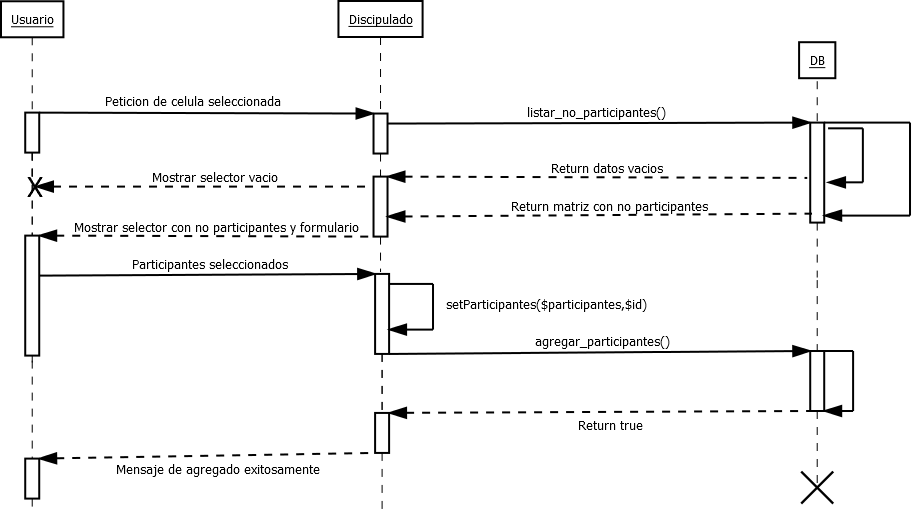 Usuario
Discipulado
DB
Peticion de celula seleccionada
listar_no_participantes()
Return datos vacios
Mostrar selector vacio
Return matriz con no participantes
Mostrar selector con no participantes y formulario
Participantes seleccionados
setParticipantes($participantes,$id)
agregar_participantes()
Return true
Mensaje de agregado exitosamente